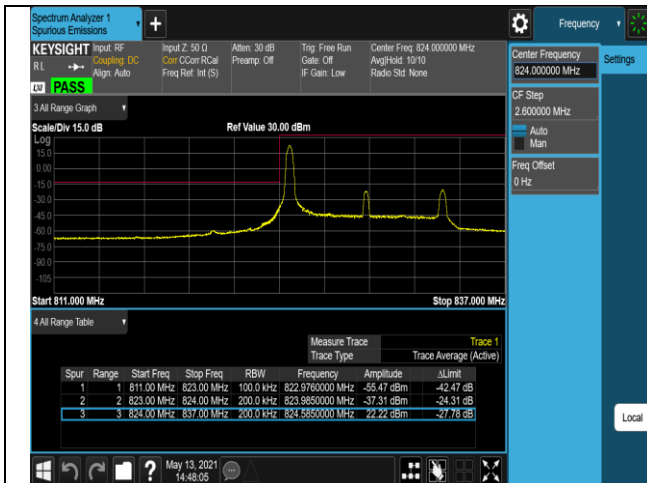 Spectrum Analyzer 1
Spurious Emissions
Frequency
KEYSIGHT Input: RF Input Z: 50 Ω Atten: 30 dB Trig: Free Run Center Freq: 824.000000 MHz
RL Coupling: DC Corr CCorr RCal Preamp: Off Gate: Off Avg|Hold: 10/10
Align: Auto Freq Ref: Int (S) IF Gain: Low Radio Std: None
LXI PASS
Center Frequency
824.000000 MHz
Settings
CF Step
2.600000 MHz
Auto
Man
Freq Offset
0 Hz
3 All Range Graph
Scale/Div 15.0 dB Ref Value 30.00 dBm
Log
15.0
0.00
-15.0
-30.0
-45.0
-60.0
-75.0
-90.0
-105
Start 811.000 MHz Stop 837.000 MHz
4 All Range Table
Measure Trace Trace 1
Trace Type Trace Average (Active)
Spur Range Start Freq Stop Freq RBW Frequency Amplitude ΔLimit
1 1 811.00 MHz 823.00 MHz 100.0 kHz 822.9760000 MHz -55.47 dBm -42.47 dB
2 2 823.00 MHz 824.00 MHz 200.0 kHz 823.9850000 MHz -37.31 dBm -24.31 dB
3 3 824.00 MHz 837.00 MHz 200.0 kHz 824.5850000 MHz 22.22 dBm -27.78 dB
Local
? May 13, 2021
14:48:05